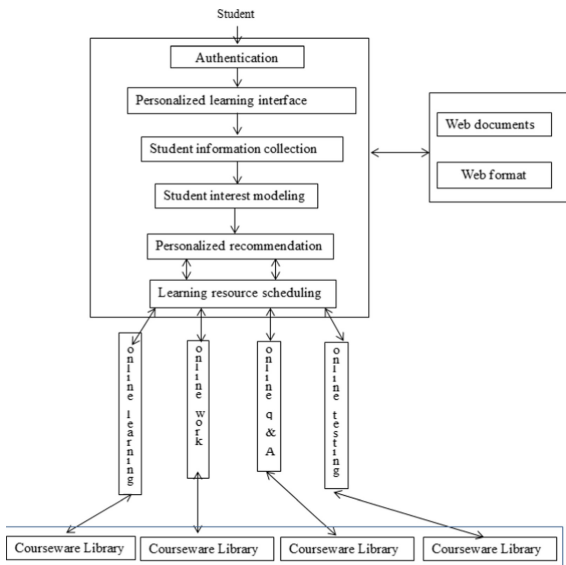 Student
Authentication
Personalized learning interface
Student information collection
Student interest modeling
Personalized recommendation
Learning resource scheduling
Web documents
Web format
online learning
online work
online q & A
online testing
Courseware Library
Courseware Library
Courseware Library
Courseware Library